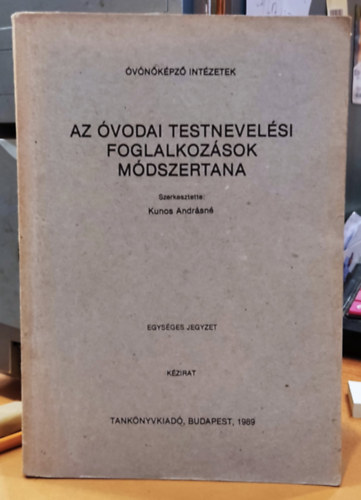 ÓVÓNŐKÉPZŐ INTÉZETEK
AZ ÓVODAI TESTNEVELÉSI
FOGLALKOZÁSOK
MÓDSZERTANA
Szerkesztette:
Kunos Andrásné
EGYSÉGES JEGYZET
KÉZIRAT
TANKÖNYVKIADÓ, BUDAPEST, 1989